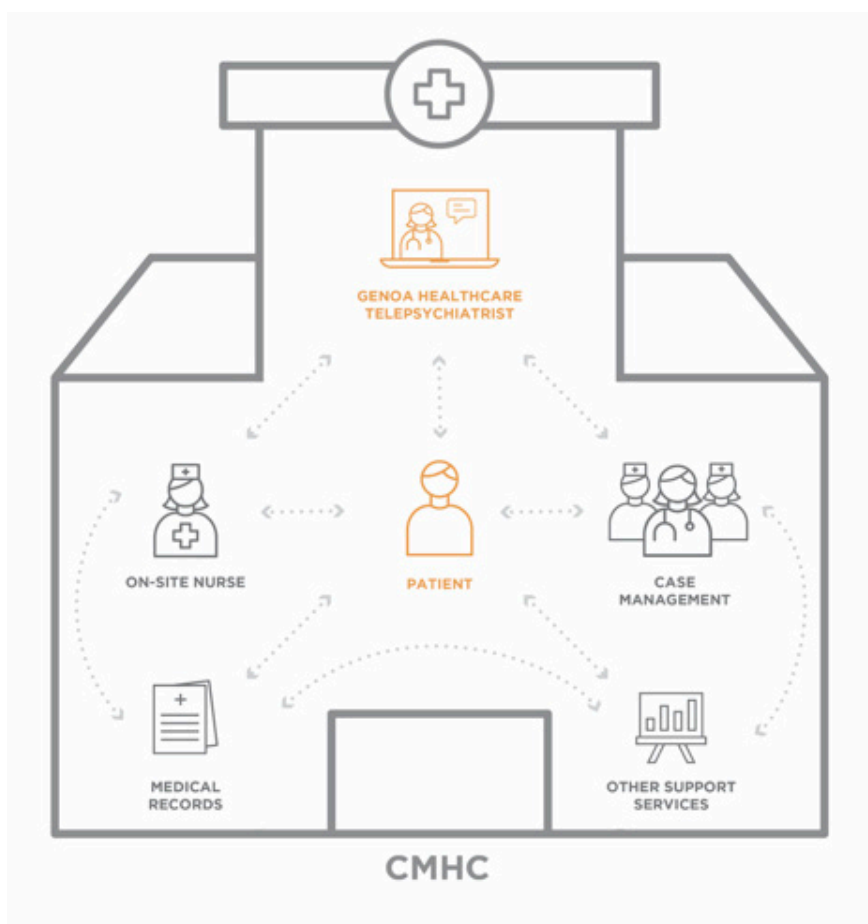 GENOA HEALTHCARE
TELEPSYCHIATRIST
ON-SITE NURSE
PATIENT
CASE
MANAGEMENT
MEDICAL
RECORDS
OTHER SUPPORT
SERVICES
CMHC